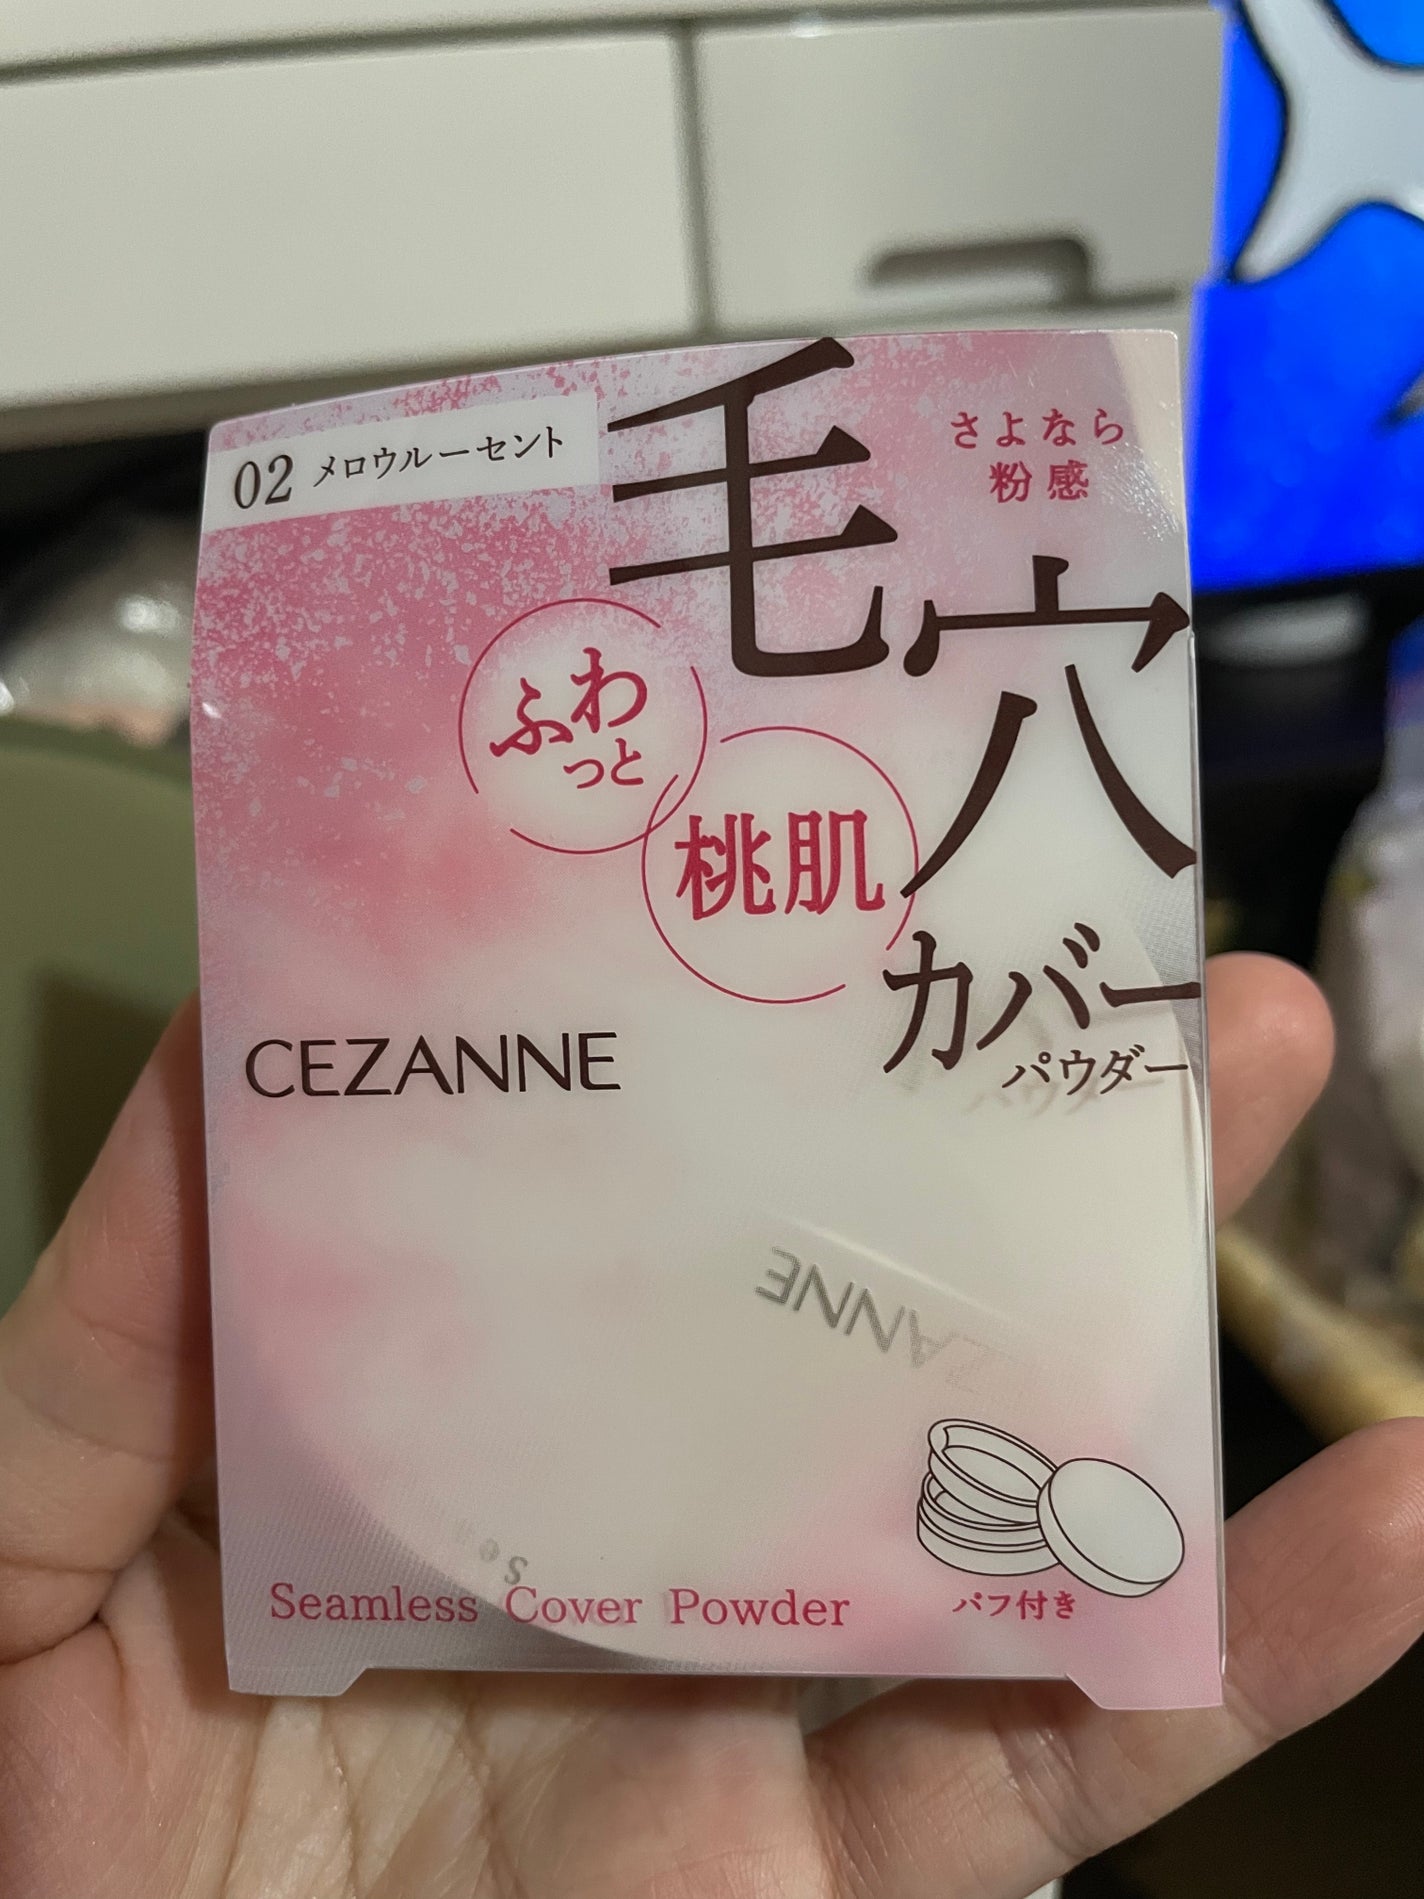 02 メロウルーセント
さよなら
粉感
毛穴
カバー
パウダー
ふわ
っと
桃肌
CEZANNE
CEZANNE
Seamless Cover Powder
パフ付き